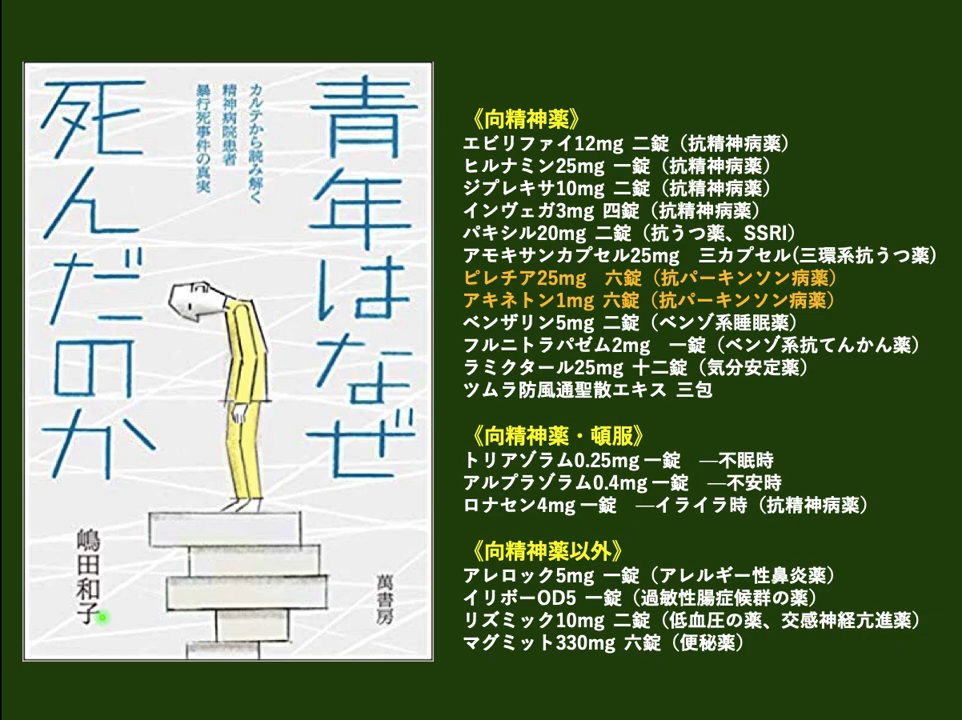 青年はなぜ
死んだのか
カルテから読み解く
精神病院患者
暴行死事件の真実
嶋田和子
萬書房
《向精神薬》
エビリファイ12mg 二錠（抗精神病薬）
ヒルナミン25mg 一錠（抗精神病薬）
ジプレキサ10mg 二錠（抗精神病薬）
インヴェガ3mg 四錠（抗精神病薬）
パキシル20mg 二錠（抗うつ薬、SSRI）
アモキサンカプセル25mg　三カプセル(三環系抗うつ薬)
ピレチア25mg　六錠（抗パーキンソン病薬）
アキネトン1mg 六錠（抗パーキンソン病薬）
ベンザリン5mg 二錠（ベンゾ系睡眠薬）
フルニトラパゼム2mg　一錠（ベンゾ系抗てんかん薬）
ラミクタール25mg 十二錠（気分安定薬）
ツムラ防風通聖散エキス 三包
《向精神薬・頓服》
トリアゾラム0.25mg 一錠　―不眠時
アルプラゾラム0.4mg 一錠　―不安時
ロナセン4mg 一錠　―イライラ時（抗精神病薬）
《向精神薬以外》
アレロック5mg 一錠（アレルギー性鼻炎薬）
イリボーOD5 一錠（過敏性腸症候群の薬）
リズミック10mg 二錠（低血圧の薬、交感神経亢進薬）
マグミット330mg 六錠（便秘薬）